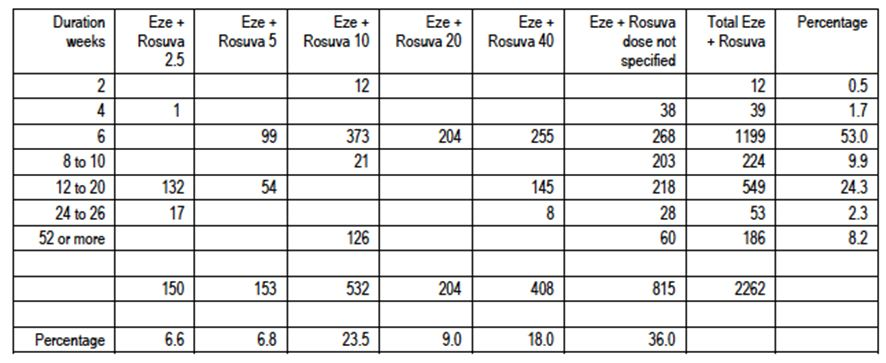 Duration weeks | Eze + Rosuva 2.5 | Eze + Rosuva 5 | Eze + Rosuva 10 | Eze + Rosuva 20 | Eze + Rosuva 40 | Eze + Rosuva dose not specified | Total Eze + Rosuva | Percentage
2 | | | 12 | | | | 12 | 0.5
4 | 1 | | | | | 38 | 39 | 1.7
6 | | 99 | 373 | 204 | 255 | 268 | 1199 | 53.0
8 to 10 | | | 21 | | | 203 | 224 | 9.9
12 to 20 | 132 | 54 | | | 145 | 218 | 549 | 24.3
24 to 26 | 17 | | | | 8 | 28 | 53 | 2.3
52 or more | | | 126 | | | 60 | 186 | 8.2
| 150 | 153 | 532 | 204 | 408 | 815 | 2262 |
Percentage | 6.6 | 6.8 | 23.5 | 9.0 | 18.0 | 36.0 | |